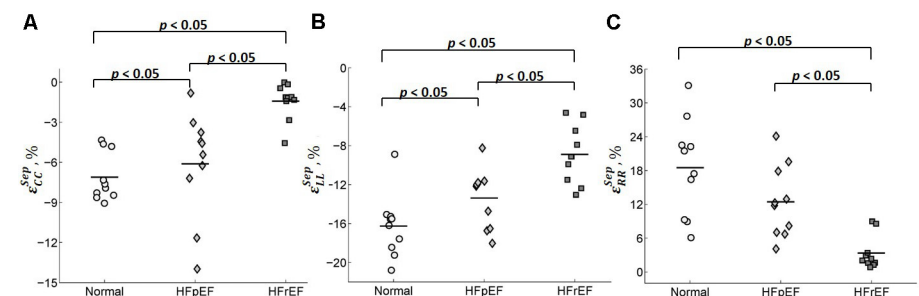 A
p < 0.05
p < 0.05
p < 0.05
ε_CC^Sep, %
0
−3
−6
−9
−12
−15
Normal HFpEF HFrEF
B
p < 0.05
p < 0.05
p < 0.05
ε_LL^Sep, %
0
−4
−8
−12
−16
−20
Normal HFpEF HFrEF
C
p < 0.05
p < 0.05
ε_RR^Sep, %
36
30
24
18
12
6
0
Normal HFpEF HFrEF